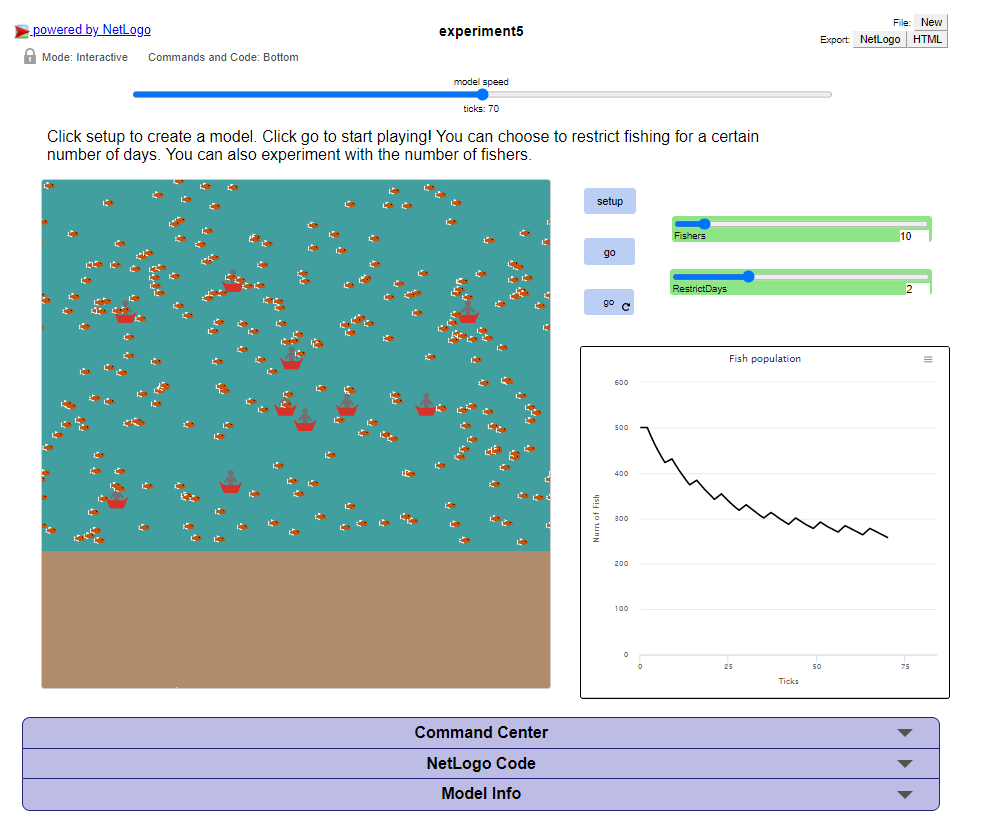 powered by NetLogo
experiment5
File: New
Export: NetLogo HTML
Mode: Interactive Commands and Code: Bottom
model speed
ticks: 70
Click setup to create a model. Click go to start playing! You can choose to restrict fishing for a certain
number of days. You can also experiment with the number of fishers.
setup
Fishers 10
go
RestrictDays 2
go
Fish population
600
500
400
300
200
100
0
Num. of Fish
0 25 50 75
Ticks
Command Center
NetLogo Code
Model Info